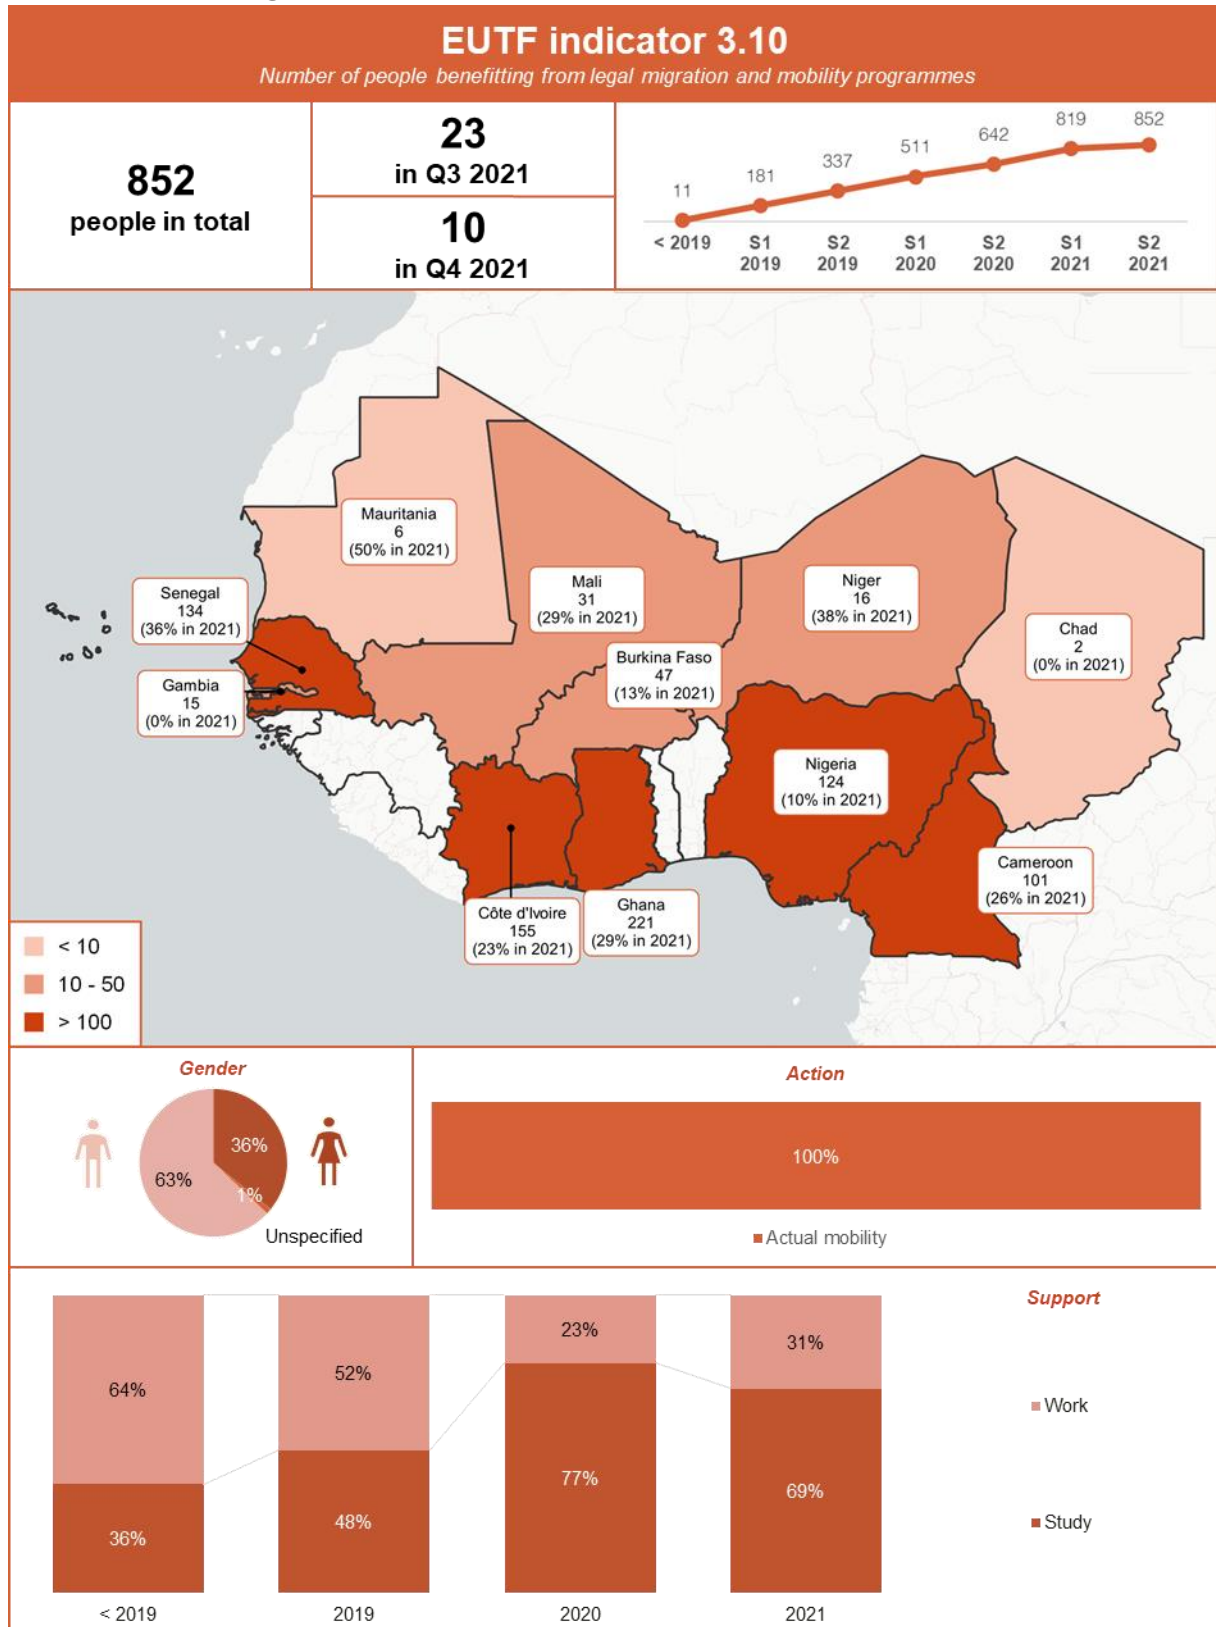 EUTF indicator 3.10
Number of people benefitting from legal migration and mobility programmes
852
people in total
23
in Q3 2021
10
in Q4 2021
11
181
337
511
642
819
852
< 2019
S1
2019
S2
2019
S1
2020
S2
2020
S1
2021
S2
2021
Mauritania
6
(50% in 2021)
Senegal
134
(36% in 2021)
Gambia
15
(0% in 2021)
Mali
31
(29% in 2021)
Burkina Faso
47
(13% in 2021)
Niger
16
(38% in 2021)
Chad
2
(0% in 2021)
Nigeria
124
(10% in 2021)
Cameroon
101
(26% in 2021)
Côte d'Ivoire
155
(23% in 2021)
Ghana
221
(29% in 2021)
< 10
10 - 50
> 100
Gender
36%
63%
1%
Unspecified
Action
100%
Actual mobility
Support
64%
52%
23%
31%
Work
36%
48%
77%
69%
Study
< 2019
2019
2020
2021